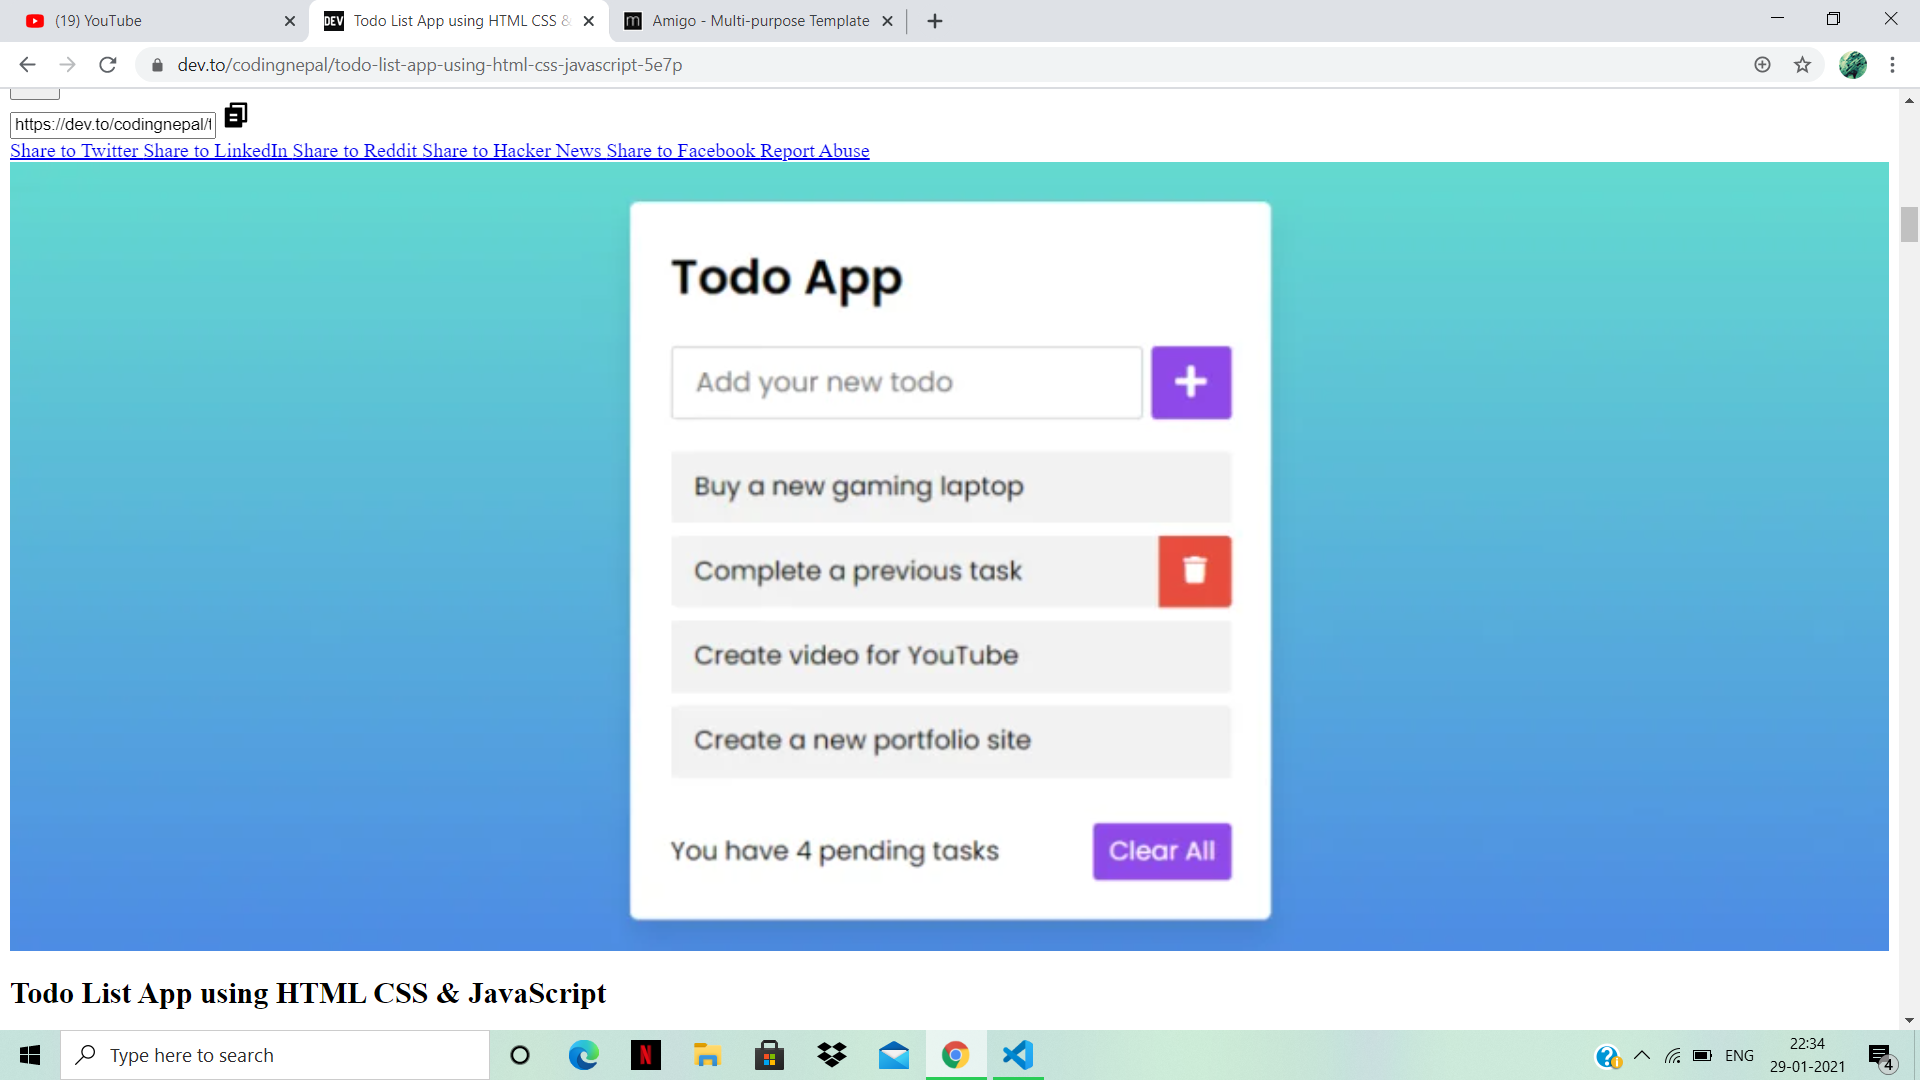 (19) YouTube
DEV Todo List App using HTML CSS &
m Amigo - Multi-purpose Template
dev.to/codingnepal/todo-list-app-using-html-css-javascript-5e7p
https://dev.to/codingnepal/t
Share to Twitter Share to LinkedIn Share to Reddit Share to Hacker News Share to Facebook Report Abuse
Todo App
Add your new todo
Buy a new gaming laptop
Complete a previous task
Create video for YouTube
Create a new portfolio site
You have 4 pending tasks
Clear All
Todo List App using HTML CSS & JavaScript
Type here to search
N
ENG
22:34
29-01-2021
4